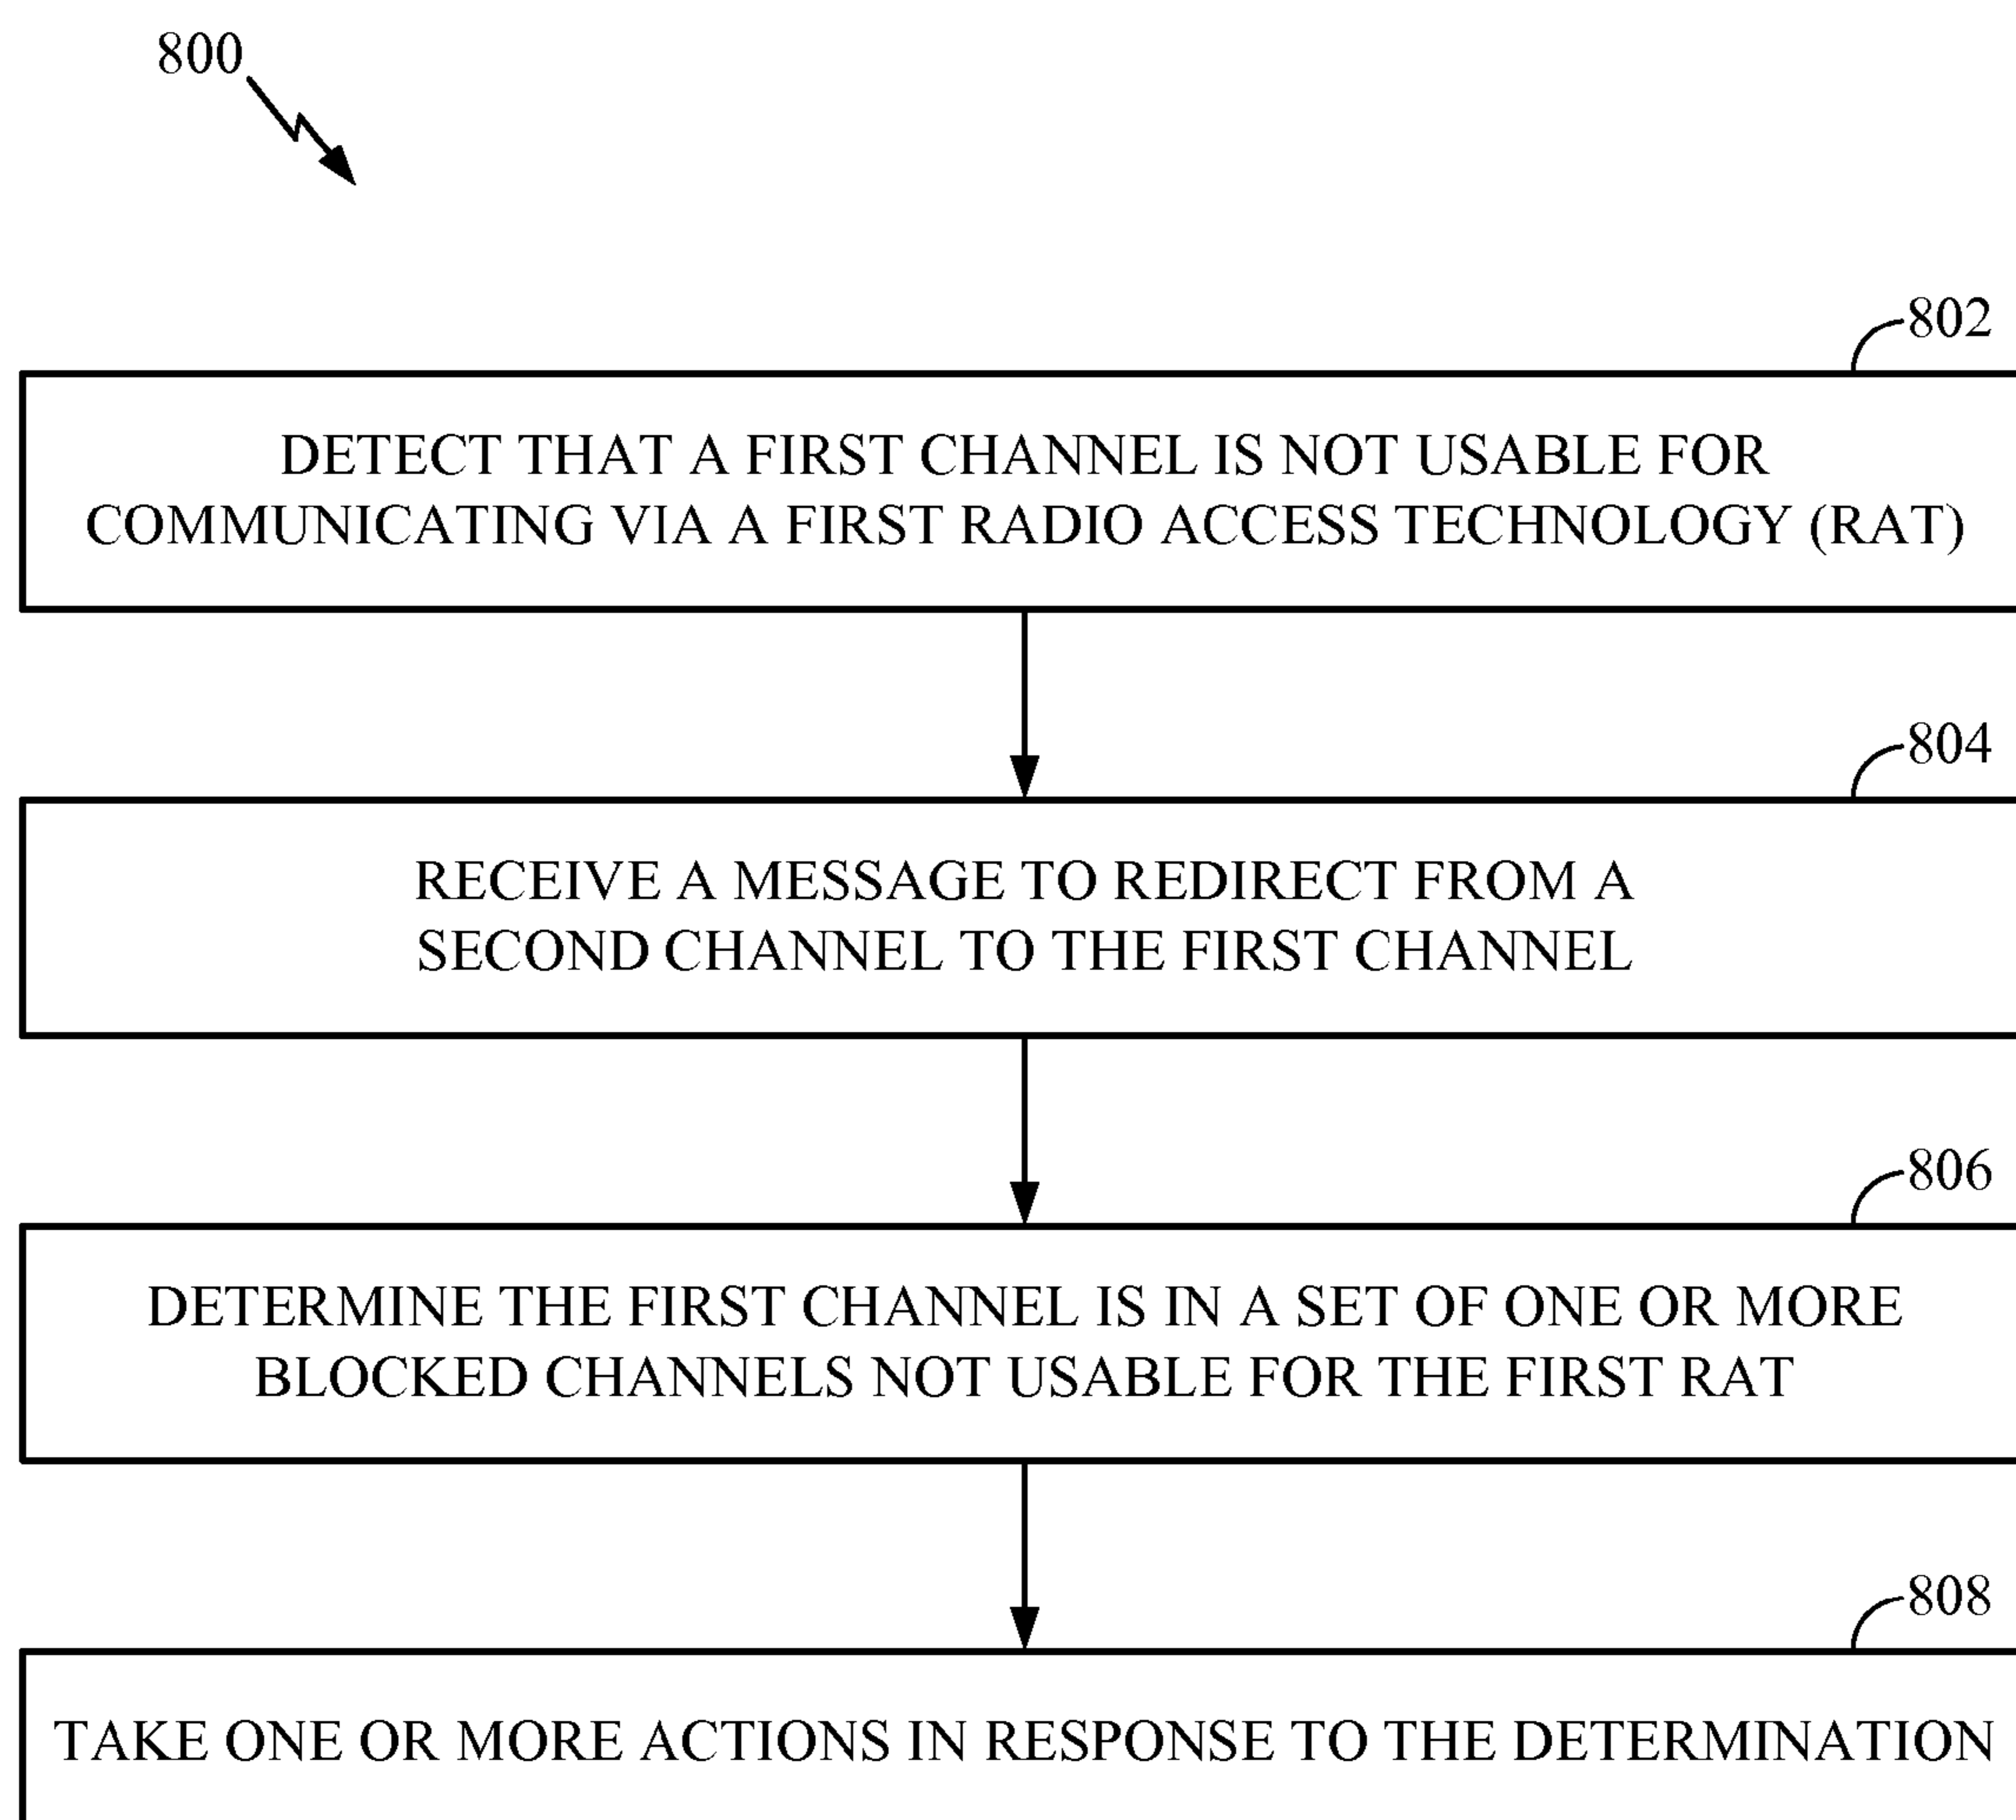 800
802
DETECT THAT A FIRST CHANNEL IS NOT USABLE FOR
COMMUNICATING VIA A FIRST RADIO ACCESS TECHNOLOGY (RAT)
804
RECEIVE A MESSAGE TO REDIRECT FROM A
SECOND CHANNEL TO THE FIRST CHANNEL
806
DETERMINE THE FIRST CHANNEL IS IN A SET OF ONE OR MORE
BLOCKED CHANNELS NOT USABLE FOR THE FIRST RAT
808
TAKE ONE OR MORE ACTIONS IN RESPONSE TO THE DETERMINATION